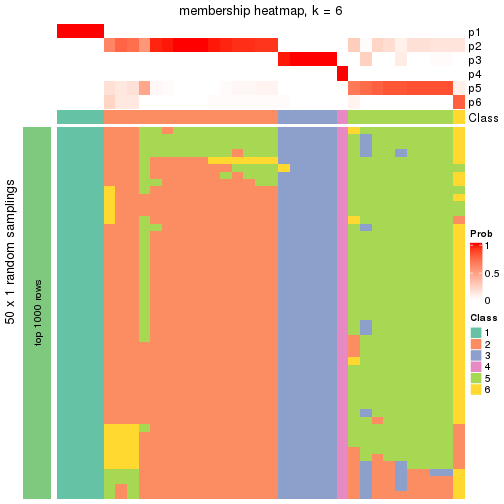 membership heatmap, k = 6
p1
p2
p3
p4
p5
p6
Class
50 x 1 random samplings
top 1000 rows
Prob
1
0.5
0
Class
1
2
3
4
5
6